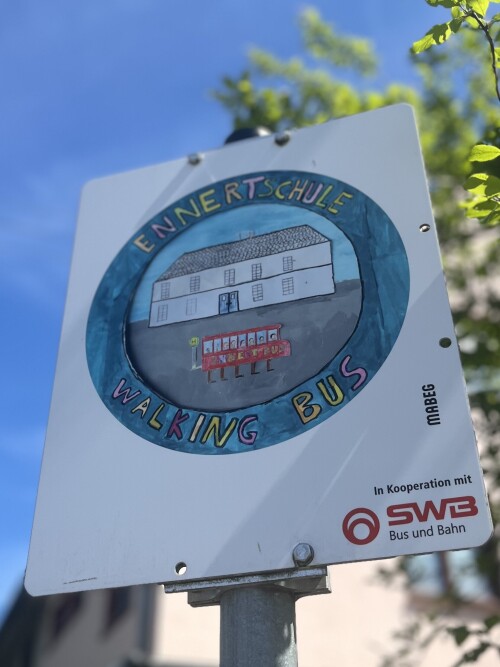 ENNERTSCHULE
WALKING BUS
MABEG
In Kooperation mit
SWB
Bus und Bahn